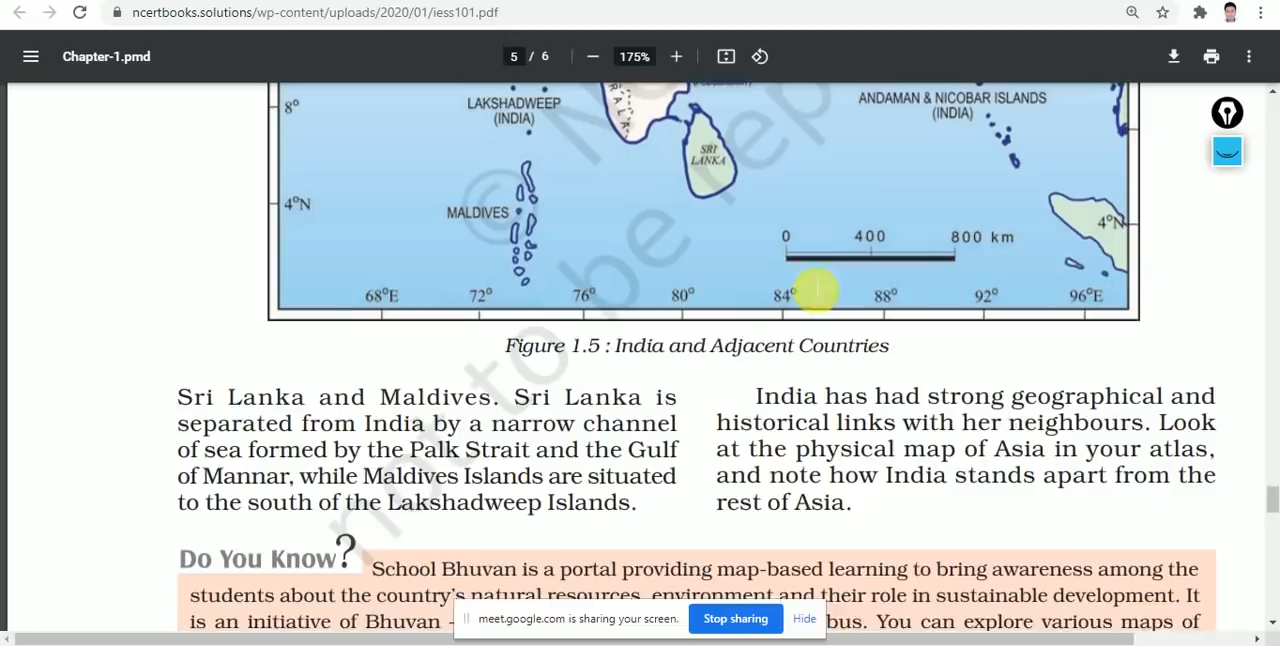 ncertbooks.solutions/wp-content/uploads/2020/01/iess101.pdf
Chapter-1.pmd
5 / 6
175%
8°
LAKSHADWEEP
(INDIA)
ANDAMAN & NICOBAR ISLANDS
(INDIA)
SRI
LANKA
4°N
MALDIVES
4°N
0 400 800 km
68°E 72° 76° 80° 84° 88° 92° 96°E
Figure 1.5 : India and Adjacent Countries
Sri Lanka and Maldives. Sri Lanka is
separated from India by a narrow channel
of sea formed by the Palk Strait and the Gulf
of Mannar, while Maldives Islands are situated
to the south of the Lakshadweep Islands.
India has had strong geographical and
historical links with her neighbours. Look
at the physical map of Asia in your atlas,
and note how India stands apart from the
rest of Asia.
Do You Know?
School Bhuvan is a portal providing map-based learning to bring awareness among the
students about the country's natural resources, environment and their role in sustainable development. It
is an initiative of Bhuvan –
bus. You can explore various maps of
meet.google.com is sharing your screen.
Stop sharing
Hide
not to be rep